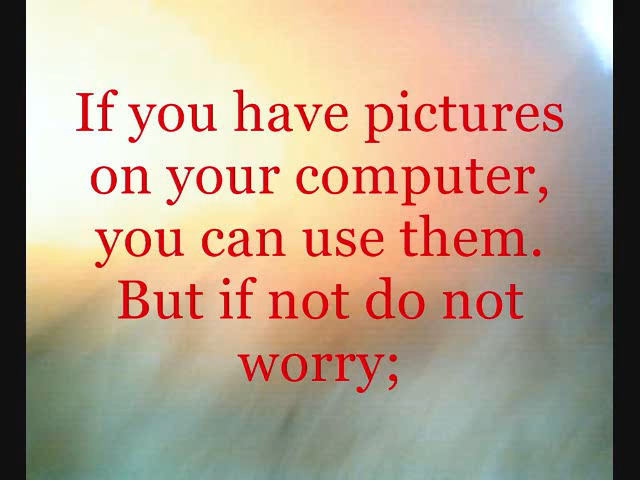 If you have pictures
on your computer,
you can use them.
But if not do not
worry;